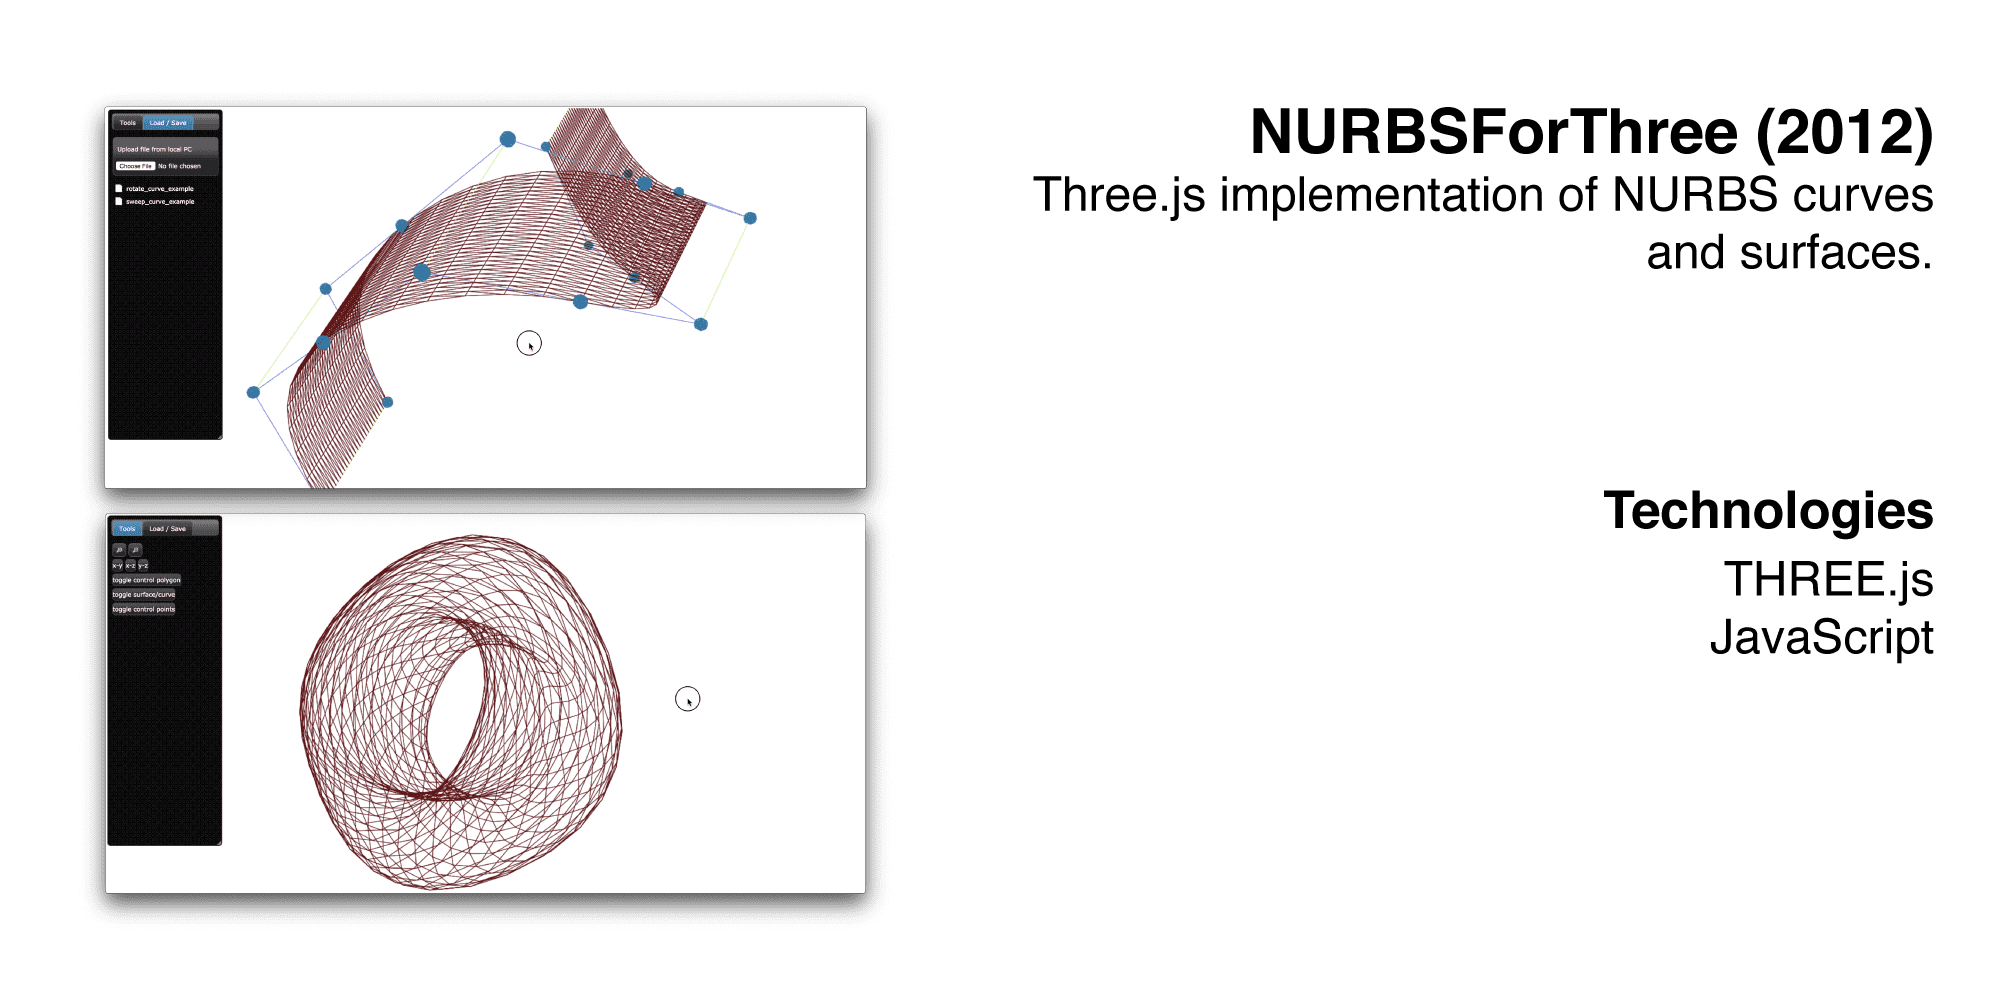 Tools Load / Save
Upload file from local PC
Choose File No file chosen
rotate_curve_example
sweep_curve_example
Tools Load / Save
x-y x-z y-z
toggle control polygon
toggle surface/curve
toggle control points
NURBSForThree (2012)
Three.js implementation of NURBS curves
and surfaces.
Technologies
THREE.js
JavaScript